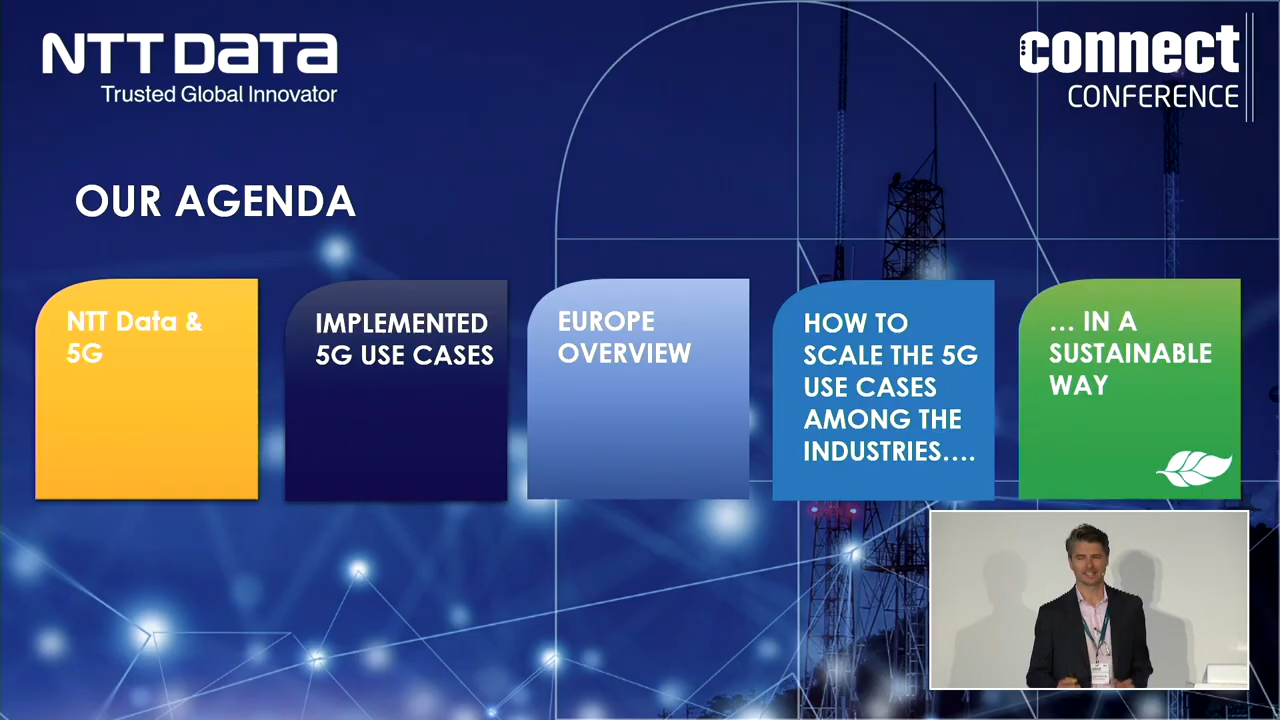 NTT DATA
Trusted Global Innovator
connect
CONFERENCE
OUR AGENDA
NTT Data &
5G
IMPLEMENTED
5G USE CASES
EUROPE
OVERVIEW
HOW TO
SCALE THE 5G
USE CASES
AMONG THE
INDUSTRIES....
... IN A
SUSTAINABLE
WAY